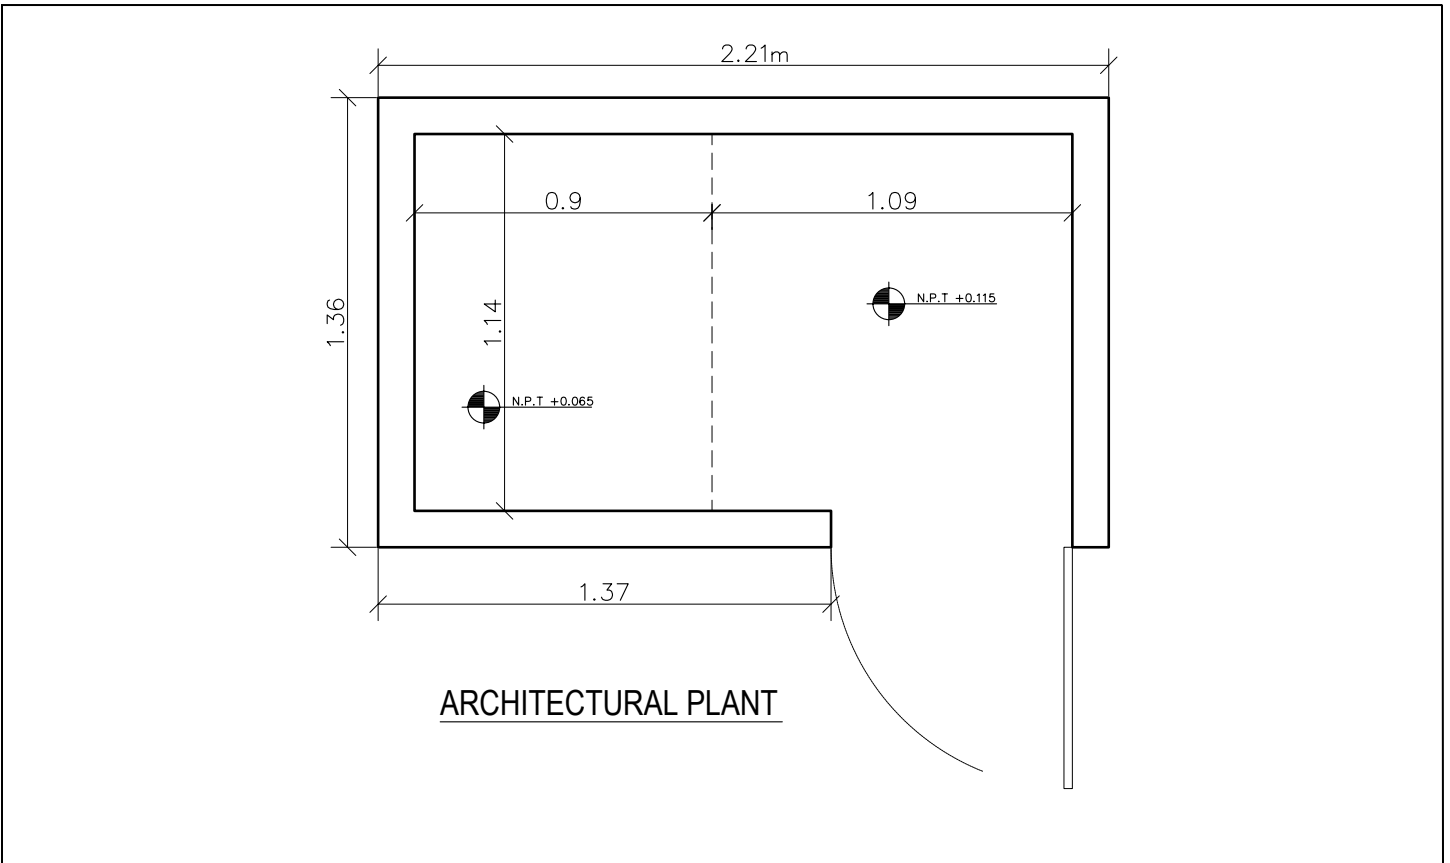 2.21m
0.9
1.09
1.36
1.14
N.P.T +0.115
N.P.T +0.065
1.37
ARCHITECTURAL PLANT